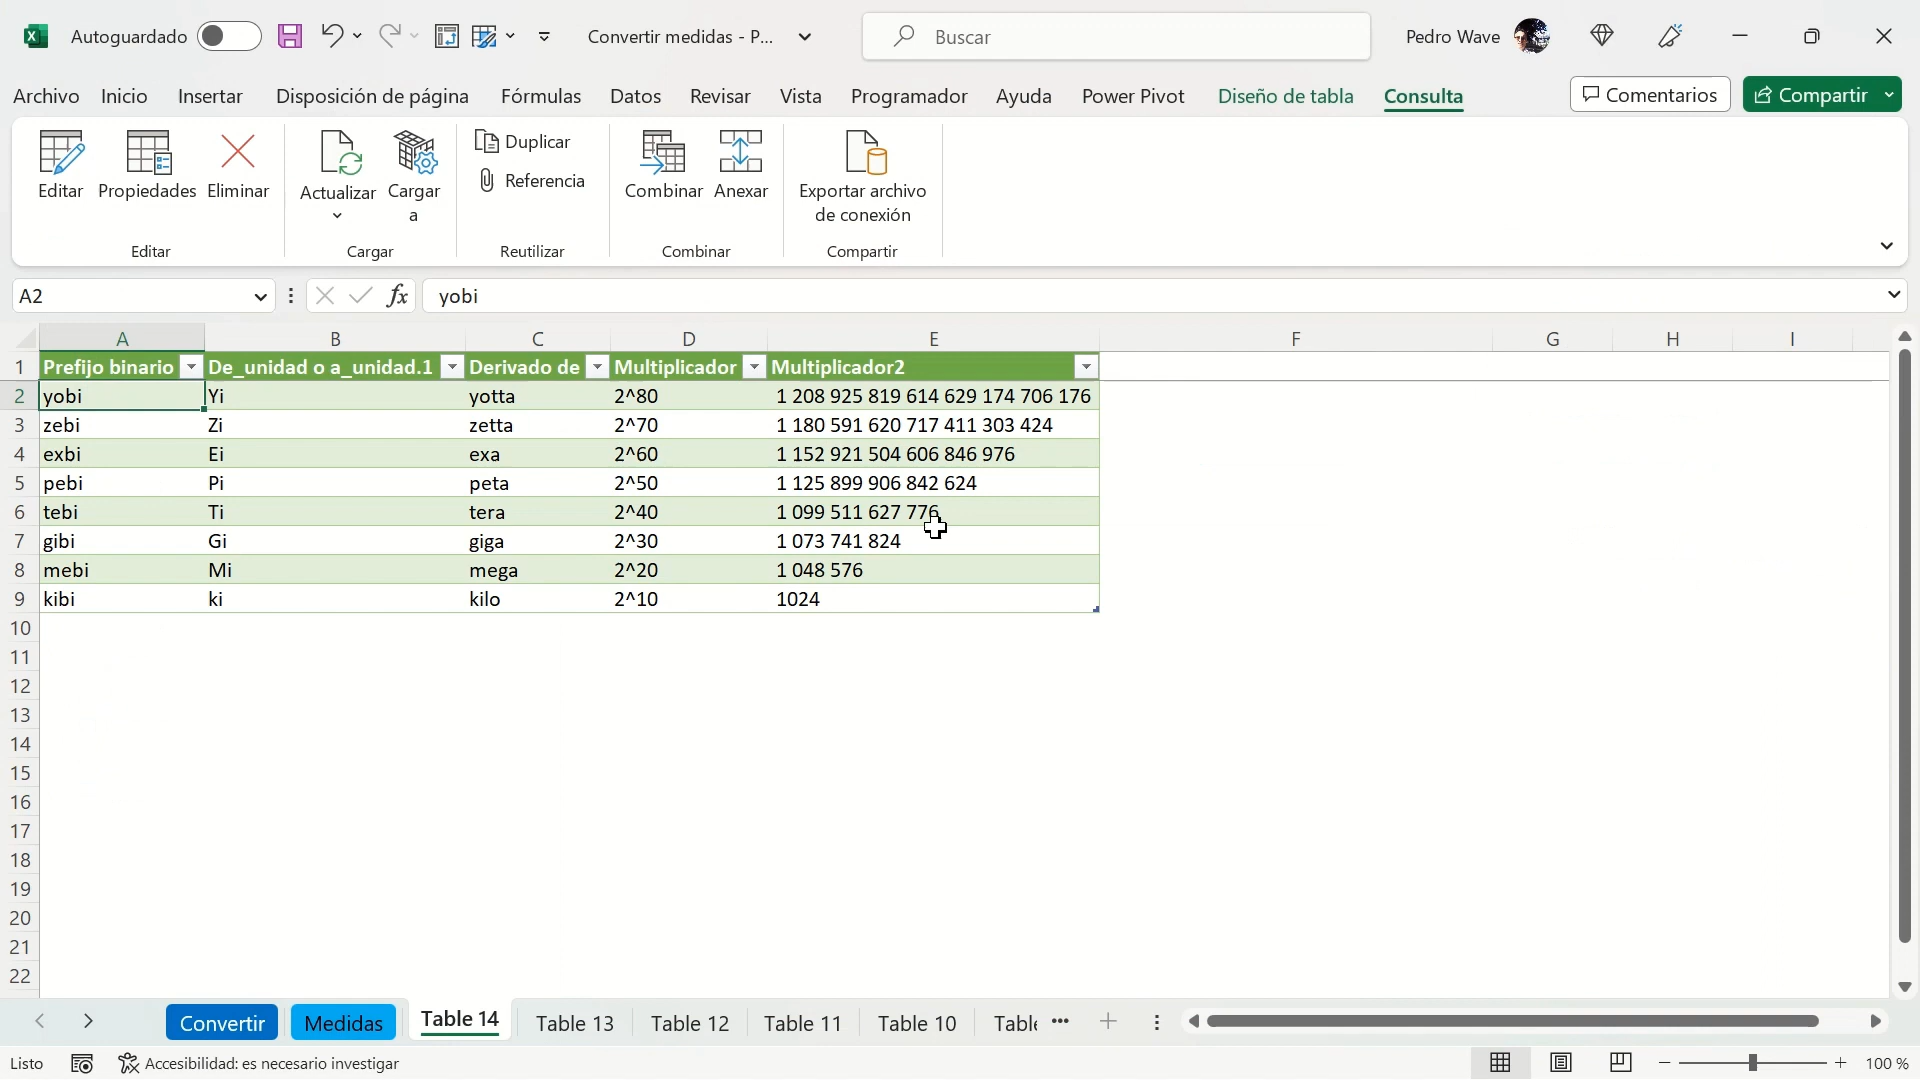 Autoguardado
Convertir medidas - P...
Buscar
Pedro Wave
Archivo Inicio Insertar Disposición de página Fórmulas Datos Revisar Vista Programador Ayuda Power Pivot Diseño de tabla Consulta Comentarios Compartir
Editar Propiedades Eliminar
Editar
Actualizar Cargar a
Cargar
Duplicar
Referencia
Reutilizar
Combinar Anexar
Combinar
Exportar archivo
de conexión
Compartir
A2 fx yobi
A B C D E F G H I
1 Prefijo binario De_unidad o a_unidad.1 Derivado de Multiplicador Multiplicador2
2 yobi Yi yotta 2^80 1 208 925 819 614 629 174 706 176
3 zebi Zi zetta 2^70 1 180 591 620 717 411 303 424
4 exbi Ei exa 2^60 1 152 921 504 606 846 976
5 pebi Pi peta 2^50 1 125 899 906 842 624
6 tebi Ti tera 2^40 1 099 511 627 776
7 gibi Gi giga 2^30 1 073 741 824
8 mebi Mi mega 2^20 1 048 576
9 kibi ki kilo 2^10 1024
10
11
12
13
14
15
16
17
18
19
20
21
22
Convertir Medidas Table 14 Table 13 Table 12 Table 11 Table 10 Table ...
Listo Accesibilidad: es necesario investigar 100 %